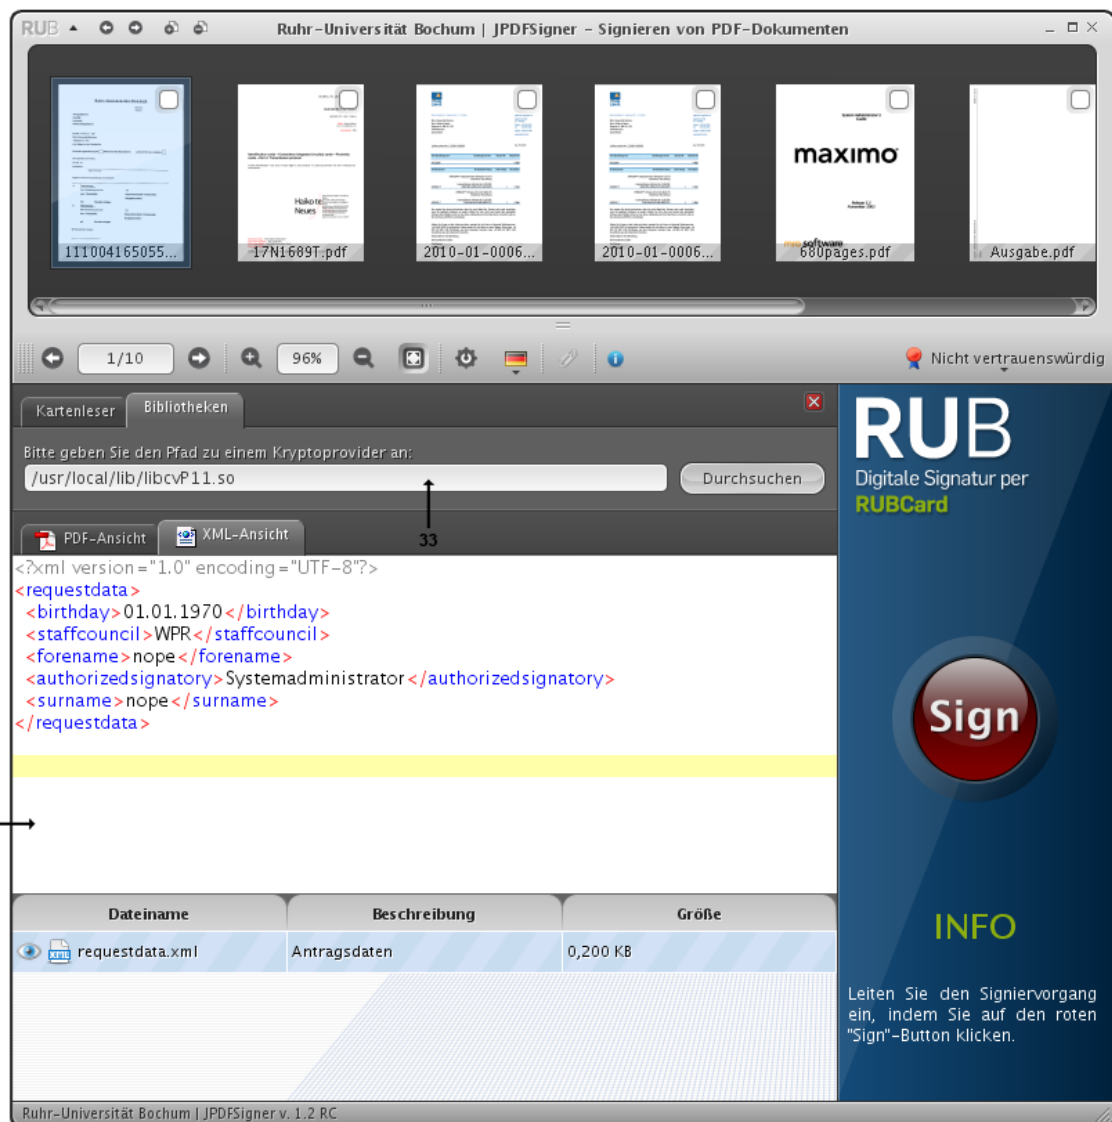 RUB
Ruhr-Universität Bochum | JPDFSigner - Signieren von PDF-Dokumenten
Haiko te
Neues
maximo
mro software
111004165055...
17N1689T.pdf
2010-01-0006...
2010-01-0006...
680pages.pdf
Ausgabe.pdf
1/10
96%
Nicht vertrauenswürdig
Kartenleser
Bibliotheken
Bitte geben Sie den Pfad zu einem Kryptoprovider an:
/usr/local/lib/libcvP11.so
Durchsuchen
33
PDF-Ansicht
XML-Ansicht
<?xml version="1.0" encoding="UTF-8"?>
<requestdata>
<birthday>01.01.1970</birthday>
<staffcouncil>WPR</staffcouncil>
<forename>nope</forename>
<authorizedsignatory>Systemadministrator</authorizedsignatory>
<surname>nope</surname>
</requestdata>
Dateiname
Beschreibung
Größe
requestdata.xml
Antragsdaten
0,200 KB
RUB
Digitale Signatur per
RUBCard
Sign
INFO
Leiten Sie den Signiervorgang
ein, indem Sie auf den roten
"Sign"-Button klicken.
Ruhr-Universität Bochum | JPDFSigner v. 1.2 RC